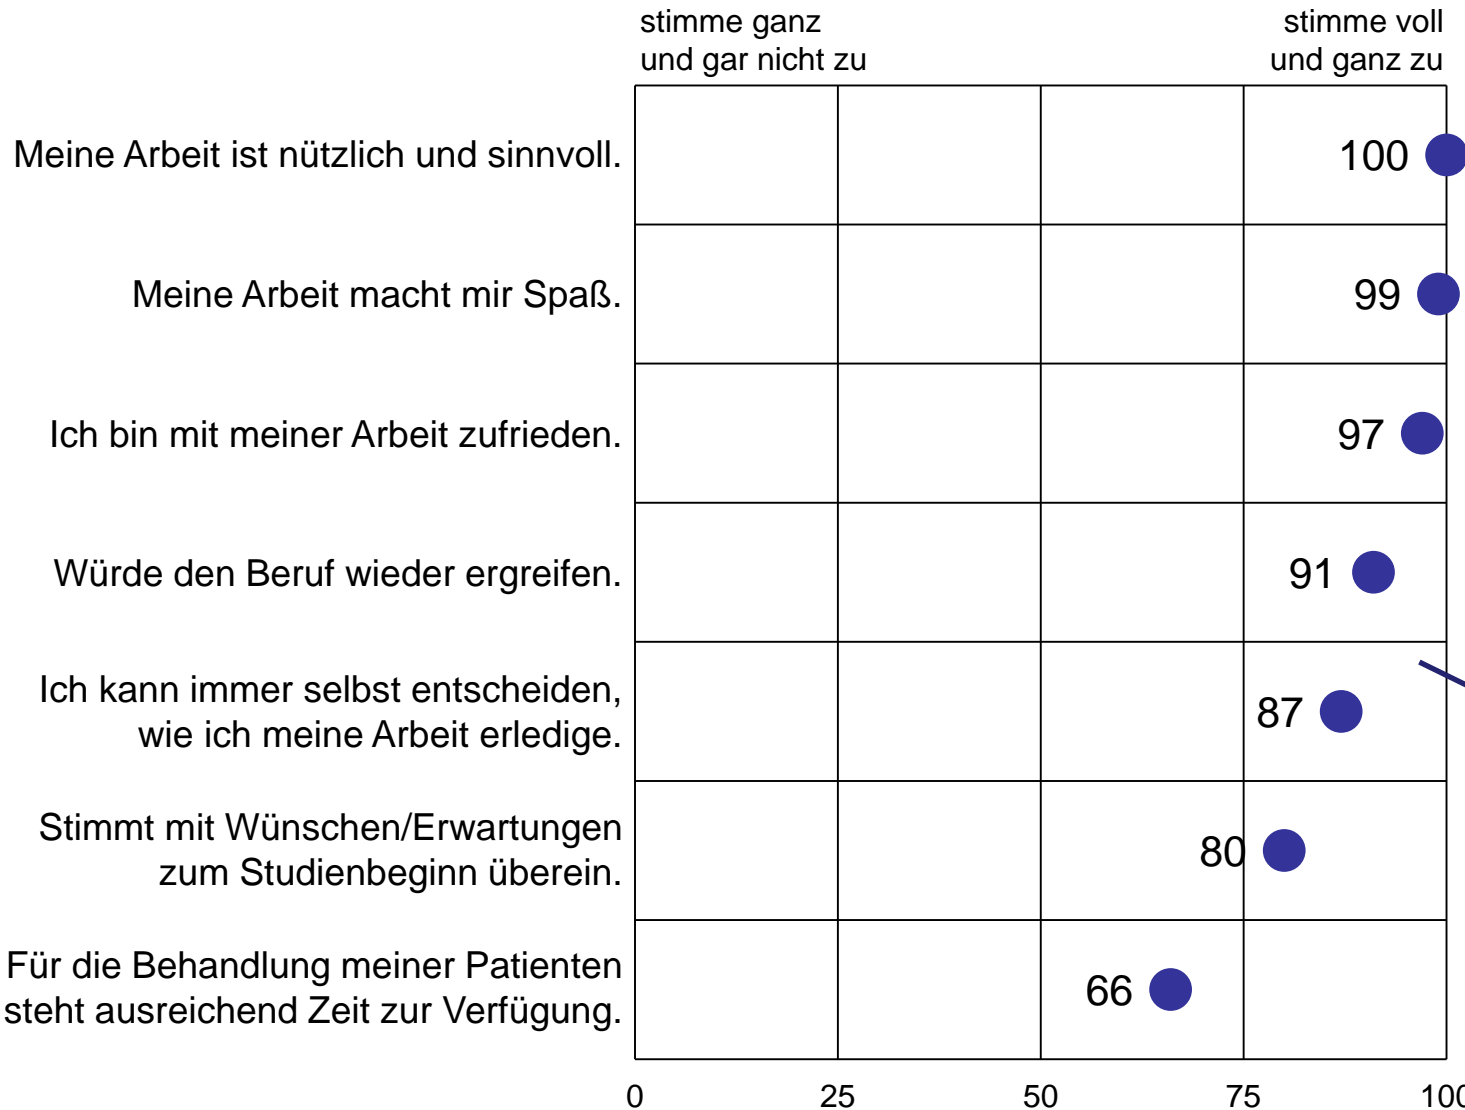 stimme ganz
und gar nicht zu
stimme voll
und ganz zu
Meine Arbeit ist nützlich und sinnvoll.
100
Meine Arbeit macht mir Spaß.
99
Ich bin mit meiner Arbeit zufrieden.
97
Würde den Beruf wieder ergreifen.
91
Ich kann immer selbst entscheiden,
wie ich meine Arbeit erledige.
87
Stimmt mit Wünschen/Erwartungen
zum Studienbeginn überein.
80
Für die Behandlung meiner Patienten
steht ausreichend Zeit zur Verfügung.
66
0 25 50 75 100